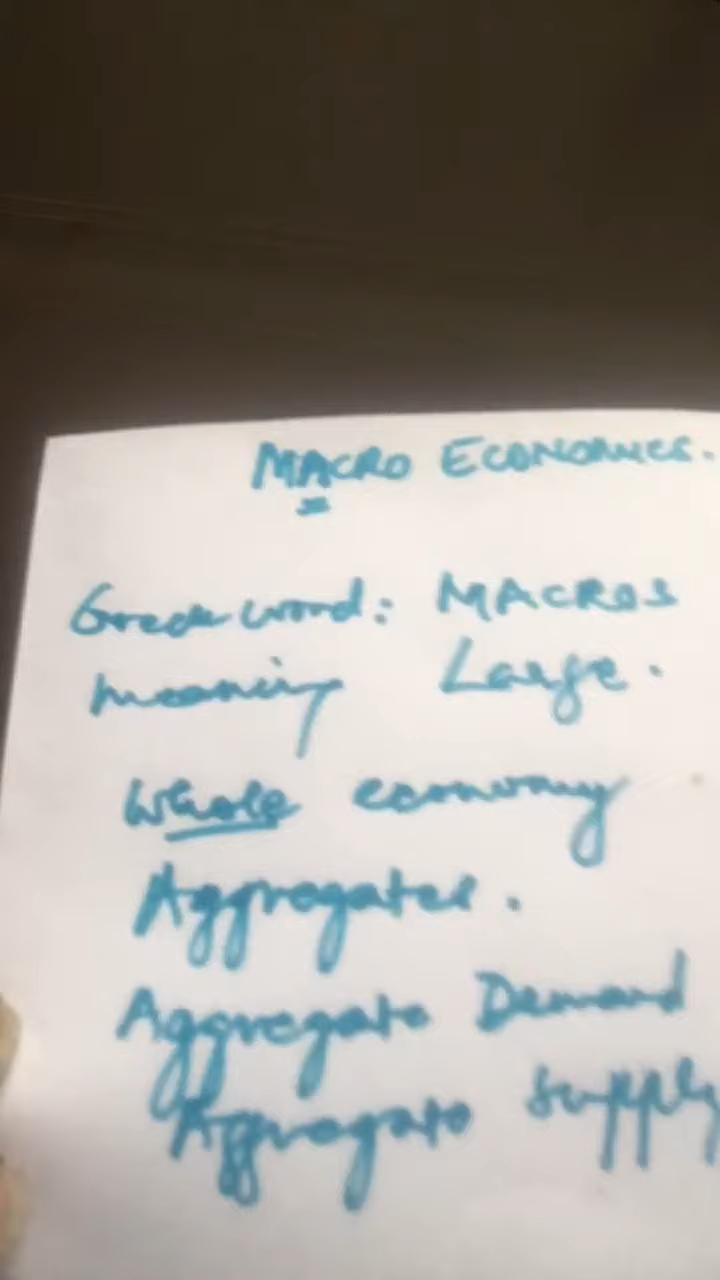 MACRO ECONOMICS.
Greek word: MACROS
meaning Large.
Whole economy
Aggregates.
Aggregate Demand
Aggregate Supply